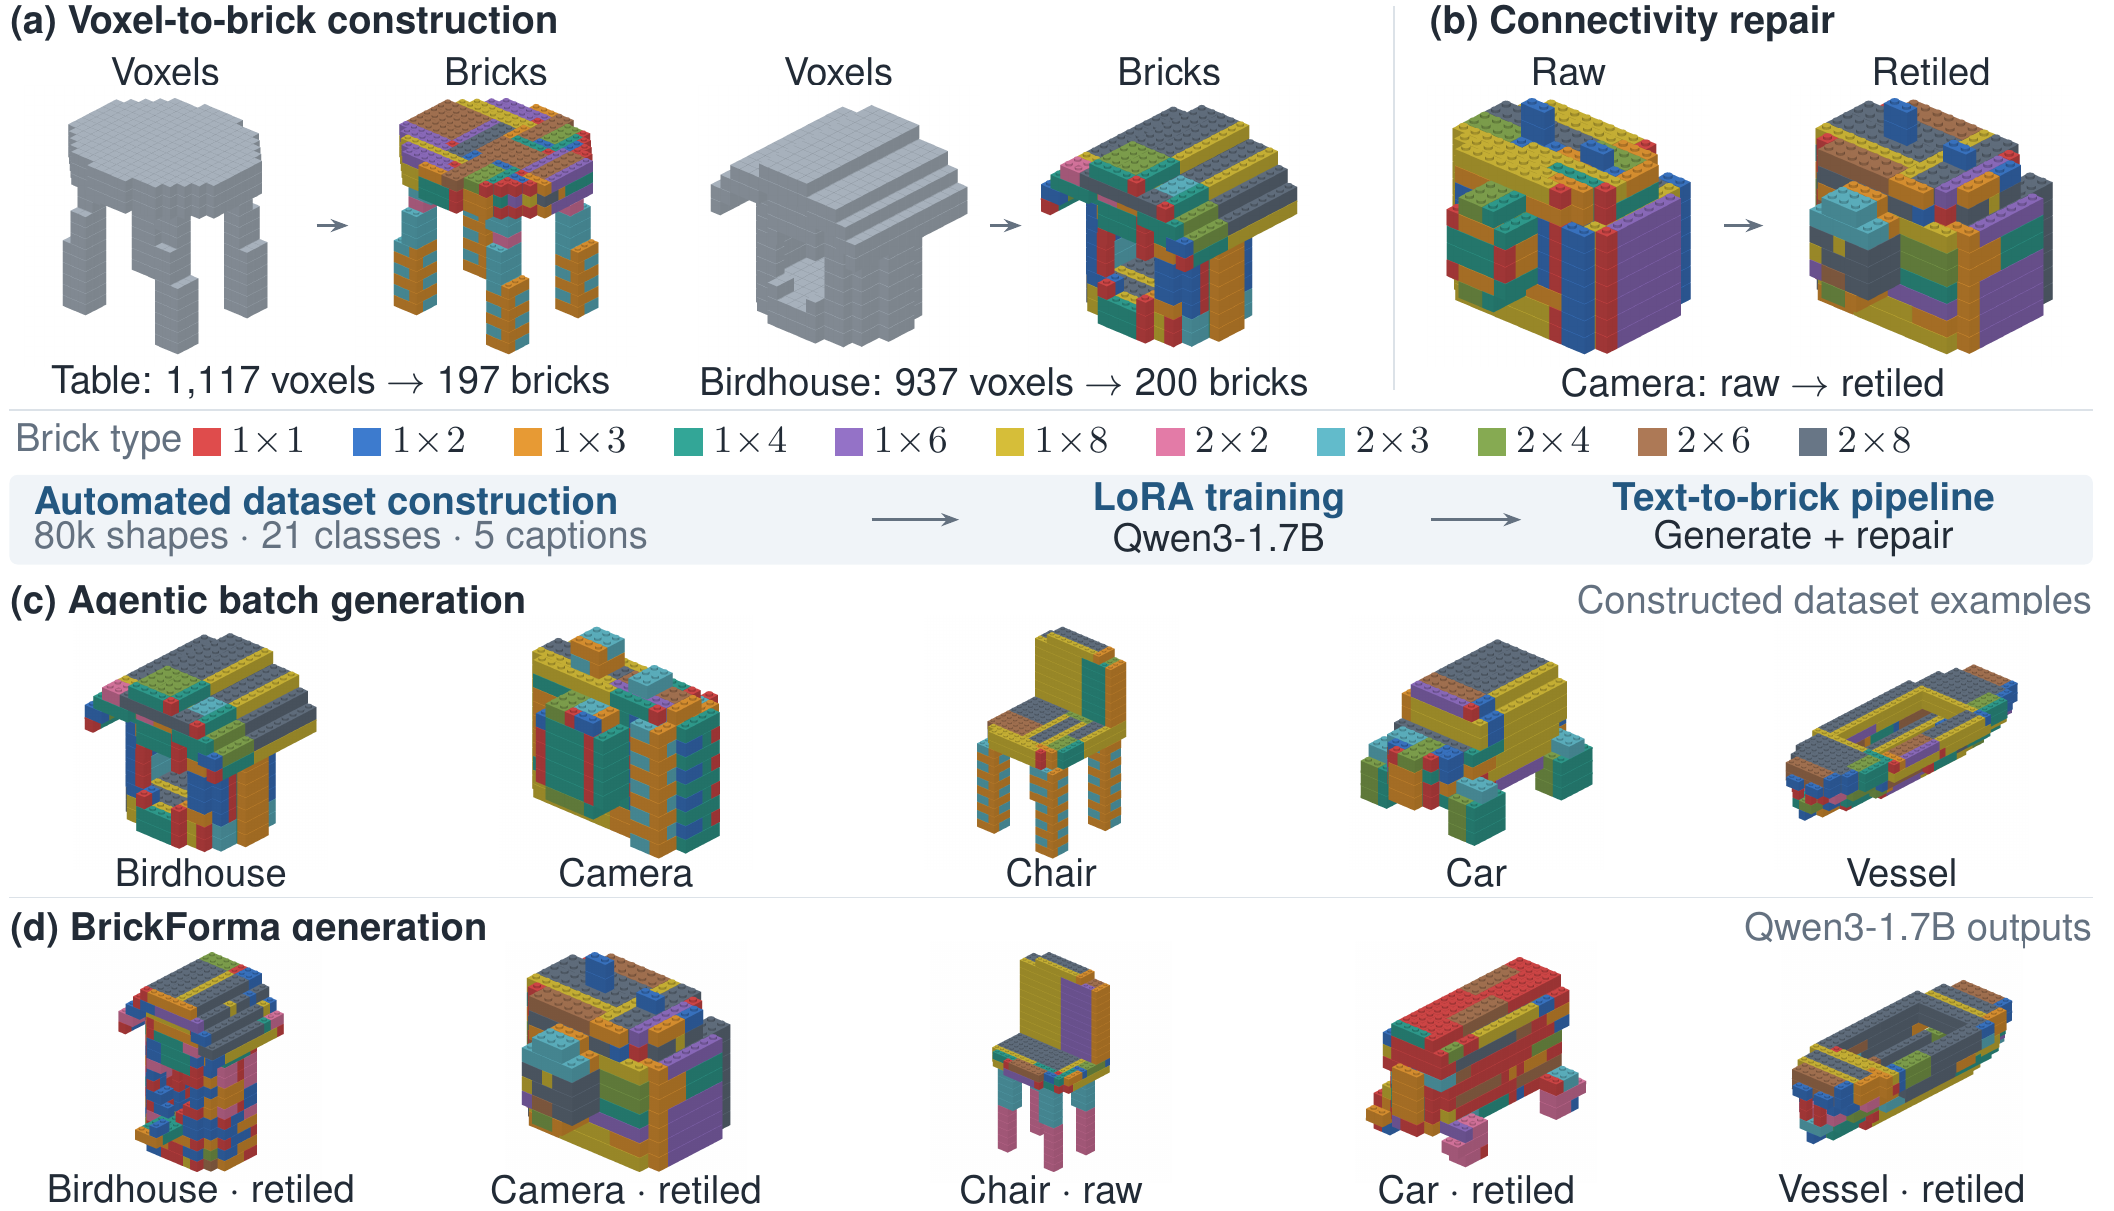 (a) Voxel-to-brick construction
(b) Connectivity repair
Voxels
Bricks
Voxels
Bricks
Raw
Retiled
Table: 1,117 voxels → 197 bricks
Birdhouse: 937 voxels → 200 bricks
Camera: raw → retiled
Brick type 1×1 1×2 1×3 1×4 1×6 1×8 2×2 2×3 2×4 2×6 2×8
Automated dataset construction
80k shapes · 21 classes · 5 captions
LoRA training
Qwen3-1.7B
Text-to-brick pipeline
Generate + repair
(c) Agentic batch generation
Constructed dataset examples
Birdhouse
Camera
Chair
Car
Vessel
(d) BrickForma generation
Qwen3-1.7B outputs
Birdhouse · retiled
Camera · retiled
Chair · raw
Car · retiled
Vessel · retiled